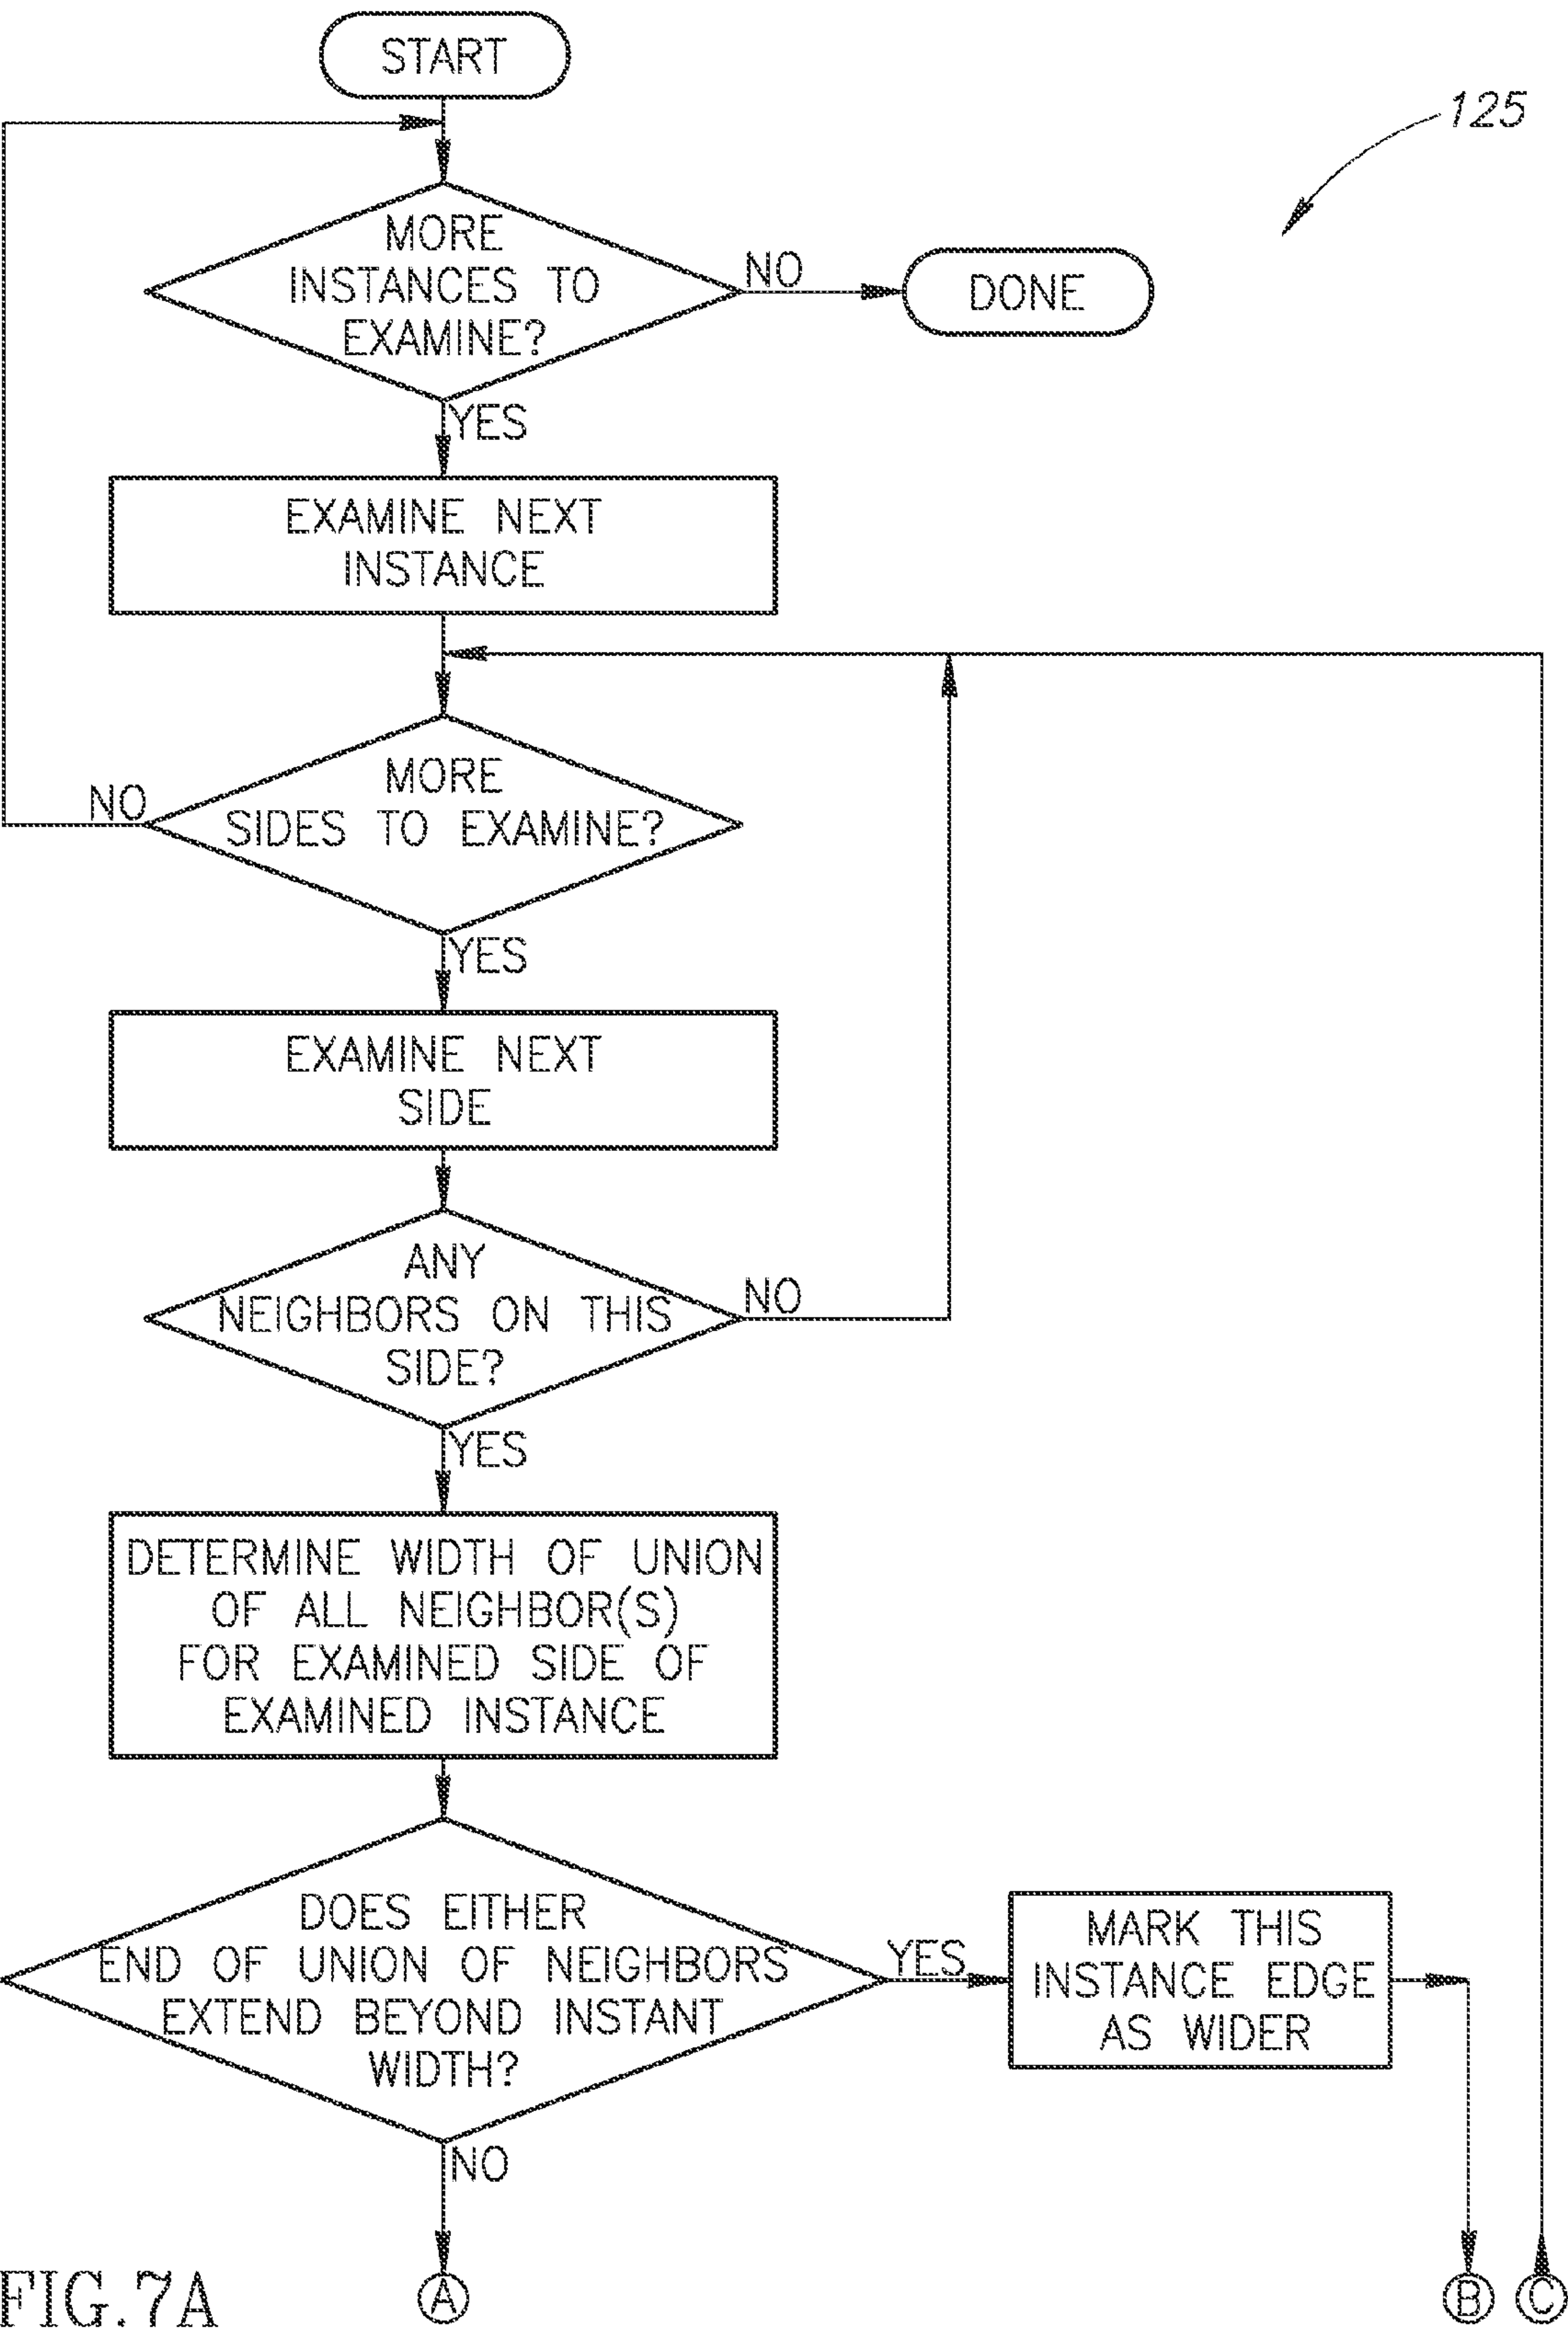 START
125
MORE
INSTANCES TO
EXAMINE?
NO
DONE
YES
EXAMINE NEXT
INSTANCE
MORE
SIDES TO EXAMINE?
NO
YES
EXAMINE NEXT
SIDE
ANY
NEIGHBORS ON THIS
SIDE?
NO
YES
DETERMINE WIDTH OF UNION
OF ALL NEIGHBOR(S)
FOR EXAMINED SIDE OF
EXAMINED INSTANCE
DOES EITHER
END OF UNION OF NEIGHBORS
EXTEND BEYOND INSTANT
WIDTH?
YES
MARK THIS
INSTANCE EDGE
AS WIDER
NO
A
B
C
FIG.7A